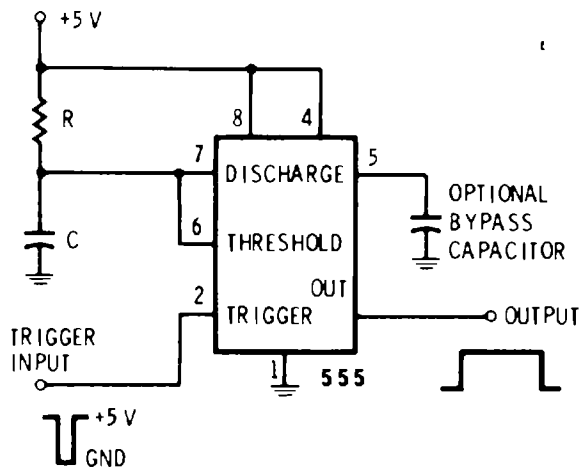 +5 V
R
8
4
7
DISCHARGE
5
OPTIONAL
BYPASS
CAPACITOR
C
6
THRESHOLD
2
TRIGGER
OUT
OUTPUT
TRIGGER
INPUT
1
555
+5 V
GND